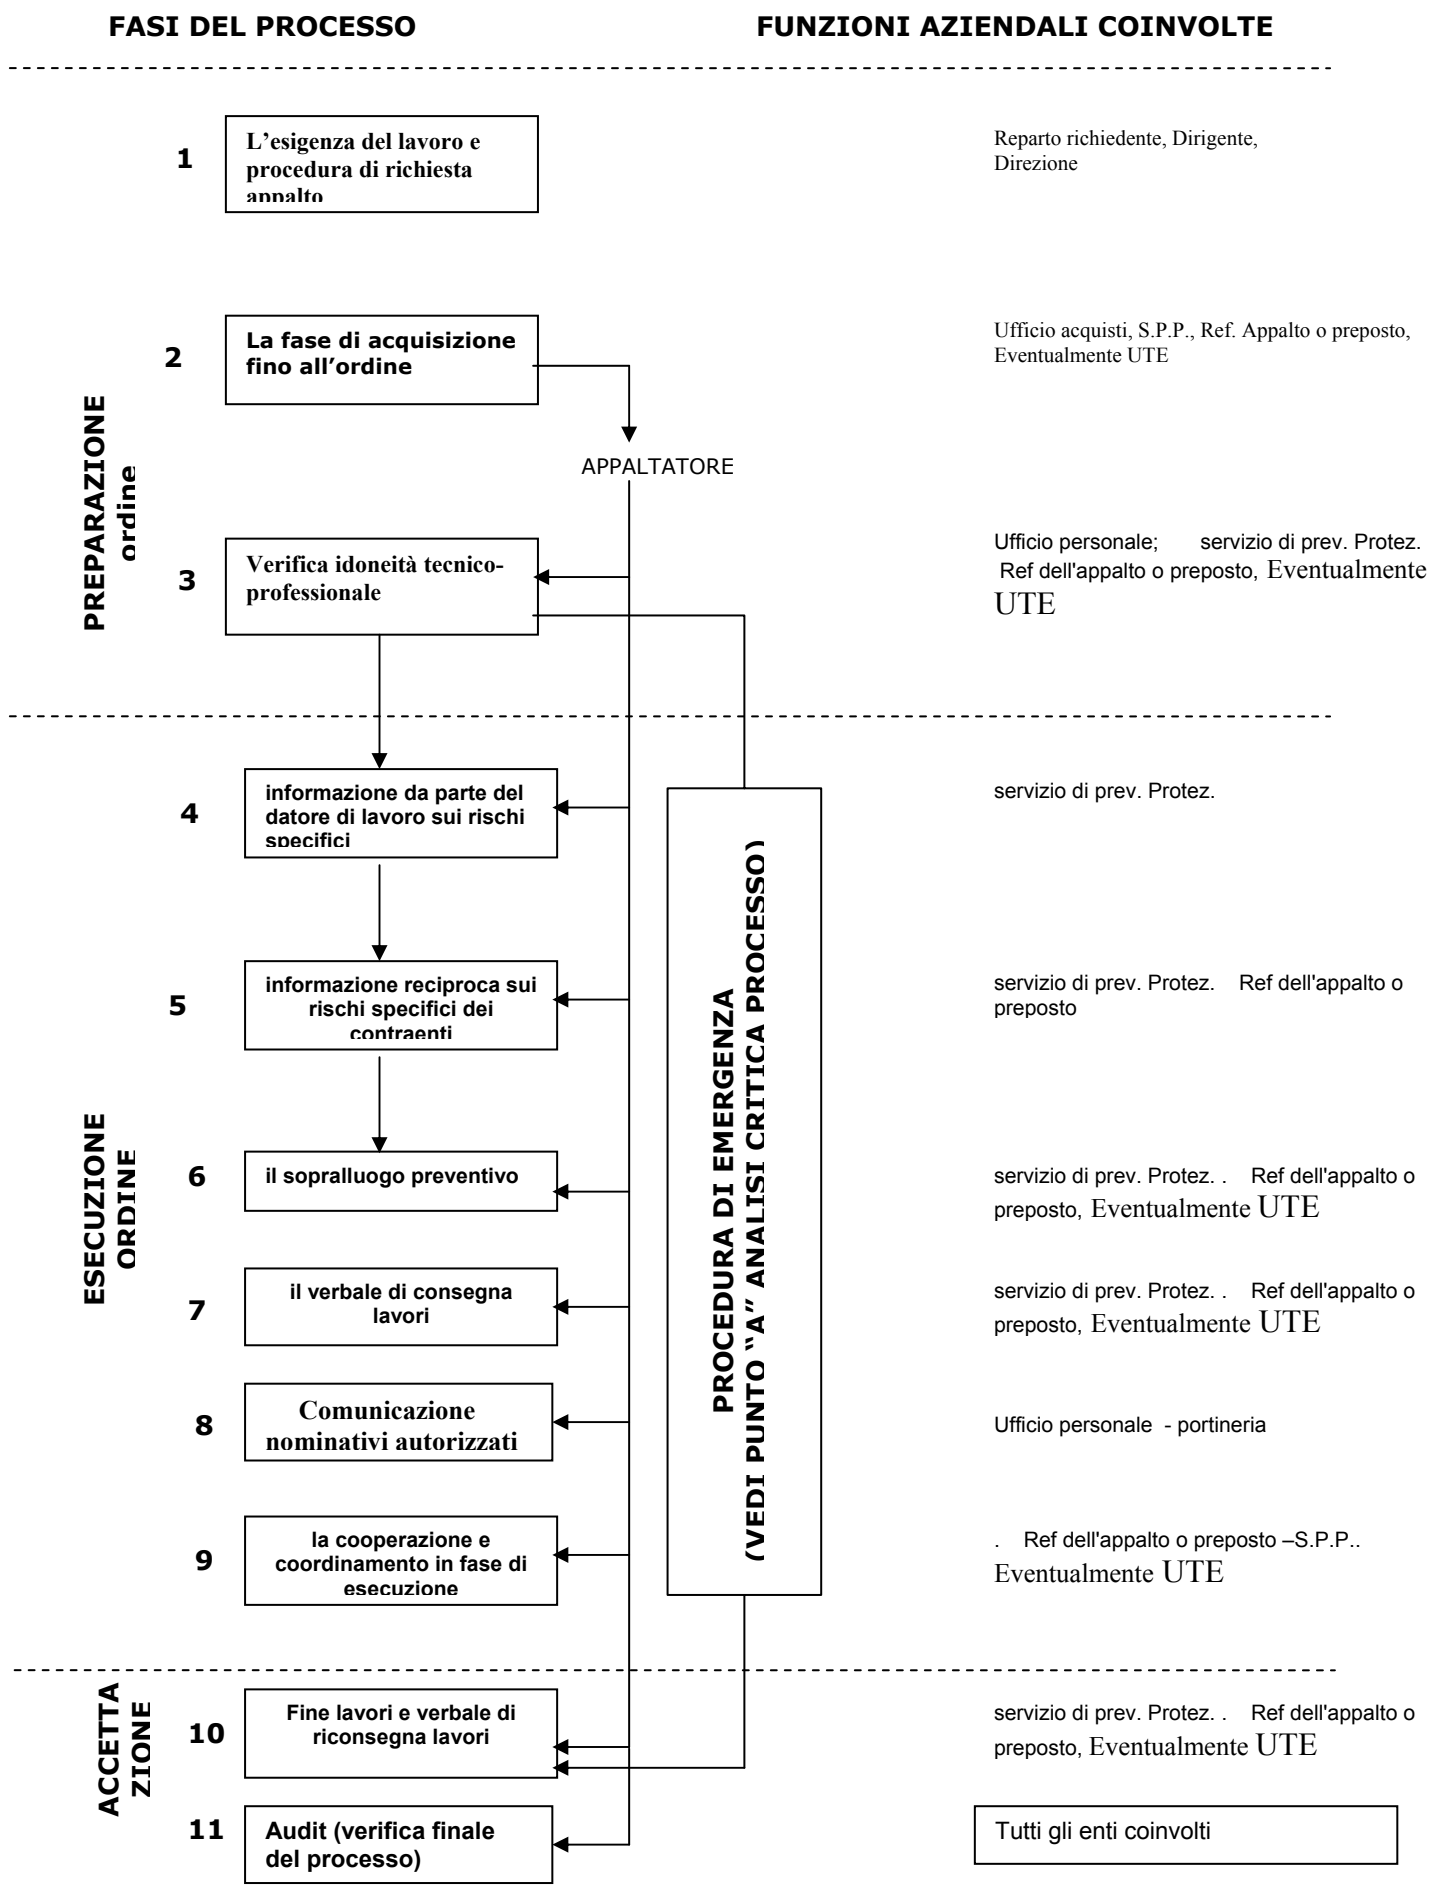 FASI DEL PROCESSO
FUNZIONI AZIENDALI COINVOLTE
1
L’esigenza del lavoro e
procedura di richiesta
appalto
Reparto richiedente, Dirigente,
Direzione
PREPARAZIONE
ordine
2
La fase di acquisizione
fino all’ordine
Ufficio acquisti, S.P.P., Ref. Appalto o preposto,
Eventualmente UTE
APPALTATORE
3
Verifica idoneità tecnico-
professionale
Ufficio personale; servizio di prev. Protez.
Ref dell'appalto o preposto, Eventualmente
UTE
ESECUZIONE
ORDINE
4
informazione da parte del
datore di lavoro sui rischi
specifici
servizio di prev. Protez.
PROCEDURA DI EMERGENZA
(VEDI PUNTO “A” ANALISI CRITICA PROCESSO)
5
informazione reciproca sui
rischi specifici dei
contraenti
servizio di prev. Protez. Ref dell'appalto o
preposto
6
il sopralluogo preventivo
servizio di prev. Protez. . Ref dell'appalto o
preposto, Eventualmente UTE
7
il verbale di consegna
lavori
servizio di prev. Protez. . Ref dell'appalto o
preposto, Eventualmente UTE
8
Comunicazione
nominativi autorizzati
Ufficio personale - portineria
9
la cooperazione e
coordinamento in fase di
esecuzione
. Ref dell'appalto o preposto –S.P.P..
Eventualmente UTE
ACCETTA
ZIONE
10
Fine lavori e verbale di
riconsegna lavori
servizio di prev. Protez. . Ref dell'appalto o
preposto, Eventualmente UTE
11
Audit (verifica finale
del processo)
Tutti gli enti coinvolti